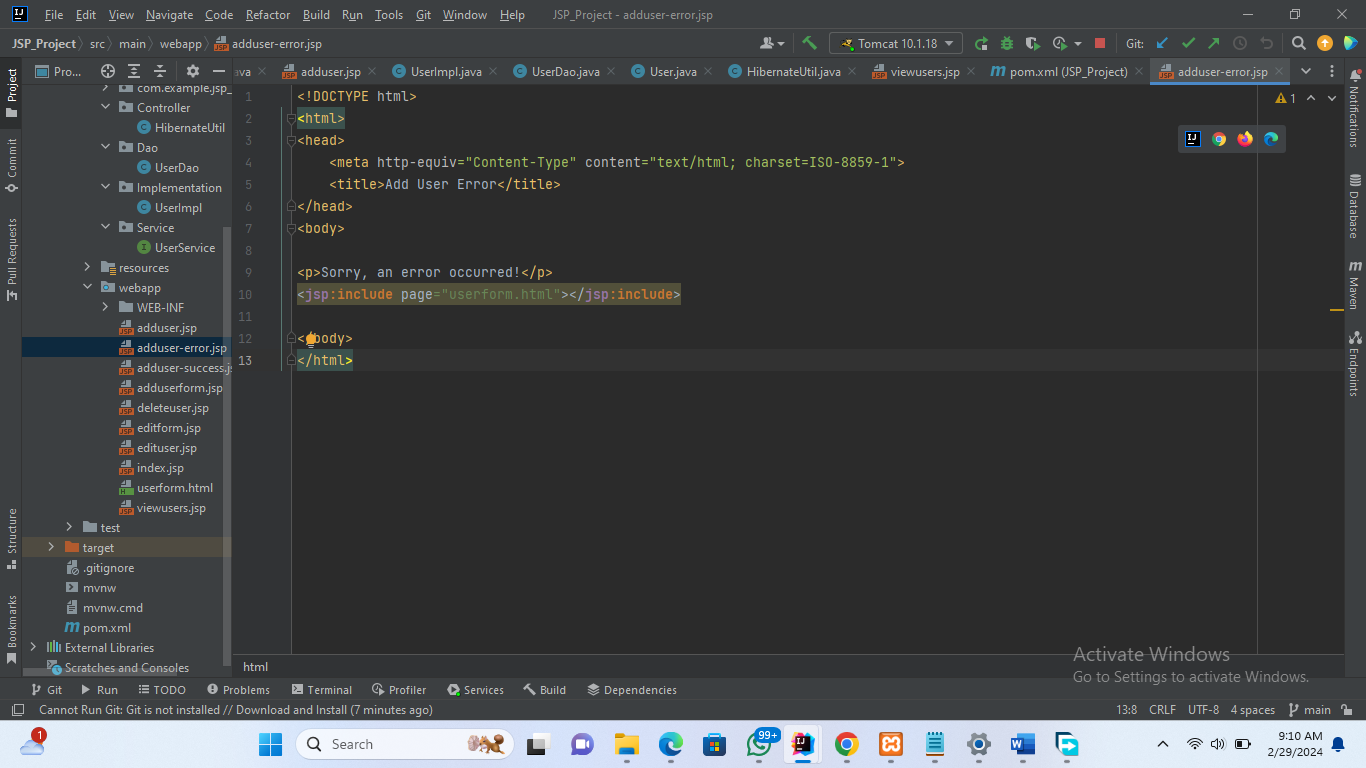 File Edit View Navigate Code Refactor Build Run Tools Git Window Help JSP_Project - adduser-error.jsp
JSP_Project src main webapp adduser-error.jsp Tomcat 10.1.18 Git:
Pro... ava adduser.jsp UserImpl.java UserDao.java User.java HibernateUtil.java viewusers.jsp pom.xml (JSP_Project) adduser-error.jsp
Project
Commit
Pull Requests
Structure
Bookmarks
com.example.jsp_
Controller
HibernateUtil
Dao
UserDao
Implementation
UserImpl
Service
UserService
resources
webapp
WEB-INF
adduser.jsp
adduser-error.jsp
adduser-success.js
adduserform.jsp
deleteuser.jsp
editform.jsp
edituser.jsp
index.jsp
userform.html
viewusers.jsp
test
target
.gitignore
mvnw
mvnw.cmd
pom.xml
External Libraries
Scratches and Consoles
1 <!DOCTYPE html>
2 <html>
3 <head>
4 <meta http-equiv="Content-Type" content="text/html; charset=ISO-8859-1">
5 <title>Add User Error</title>
6 </head>
7 <body>
8
9 <p>Sorry, an error occurred!</p>
10 <jsp:include page="userform.html"></jsp:include>
11
12 < body>
13 </html>
1
Notifications
Database
Maven
Endpoints
html
Activate Windows
Go to Settings to activate Windows.
Git Run TODO Problems Terminal Profiler Services Build Dependencies
Cannot Run Git: Git is not installed // Download and Install (7 minutes ago) 13:8 CRLF UTF-8 4 spaces main
1 Search 99+ 9:10 AM
2/29/2024